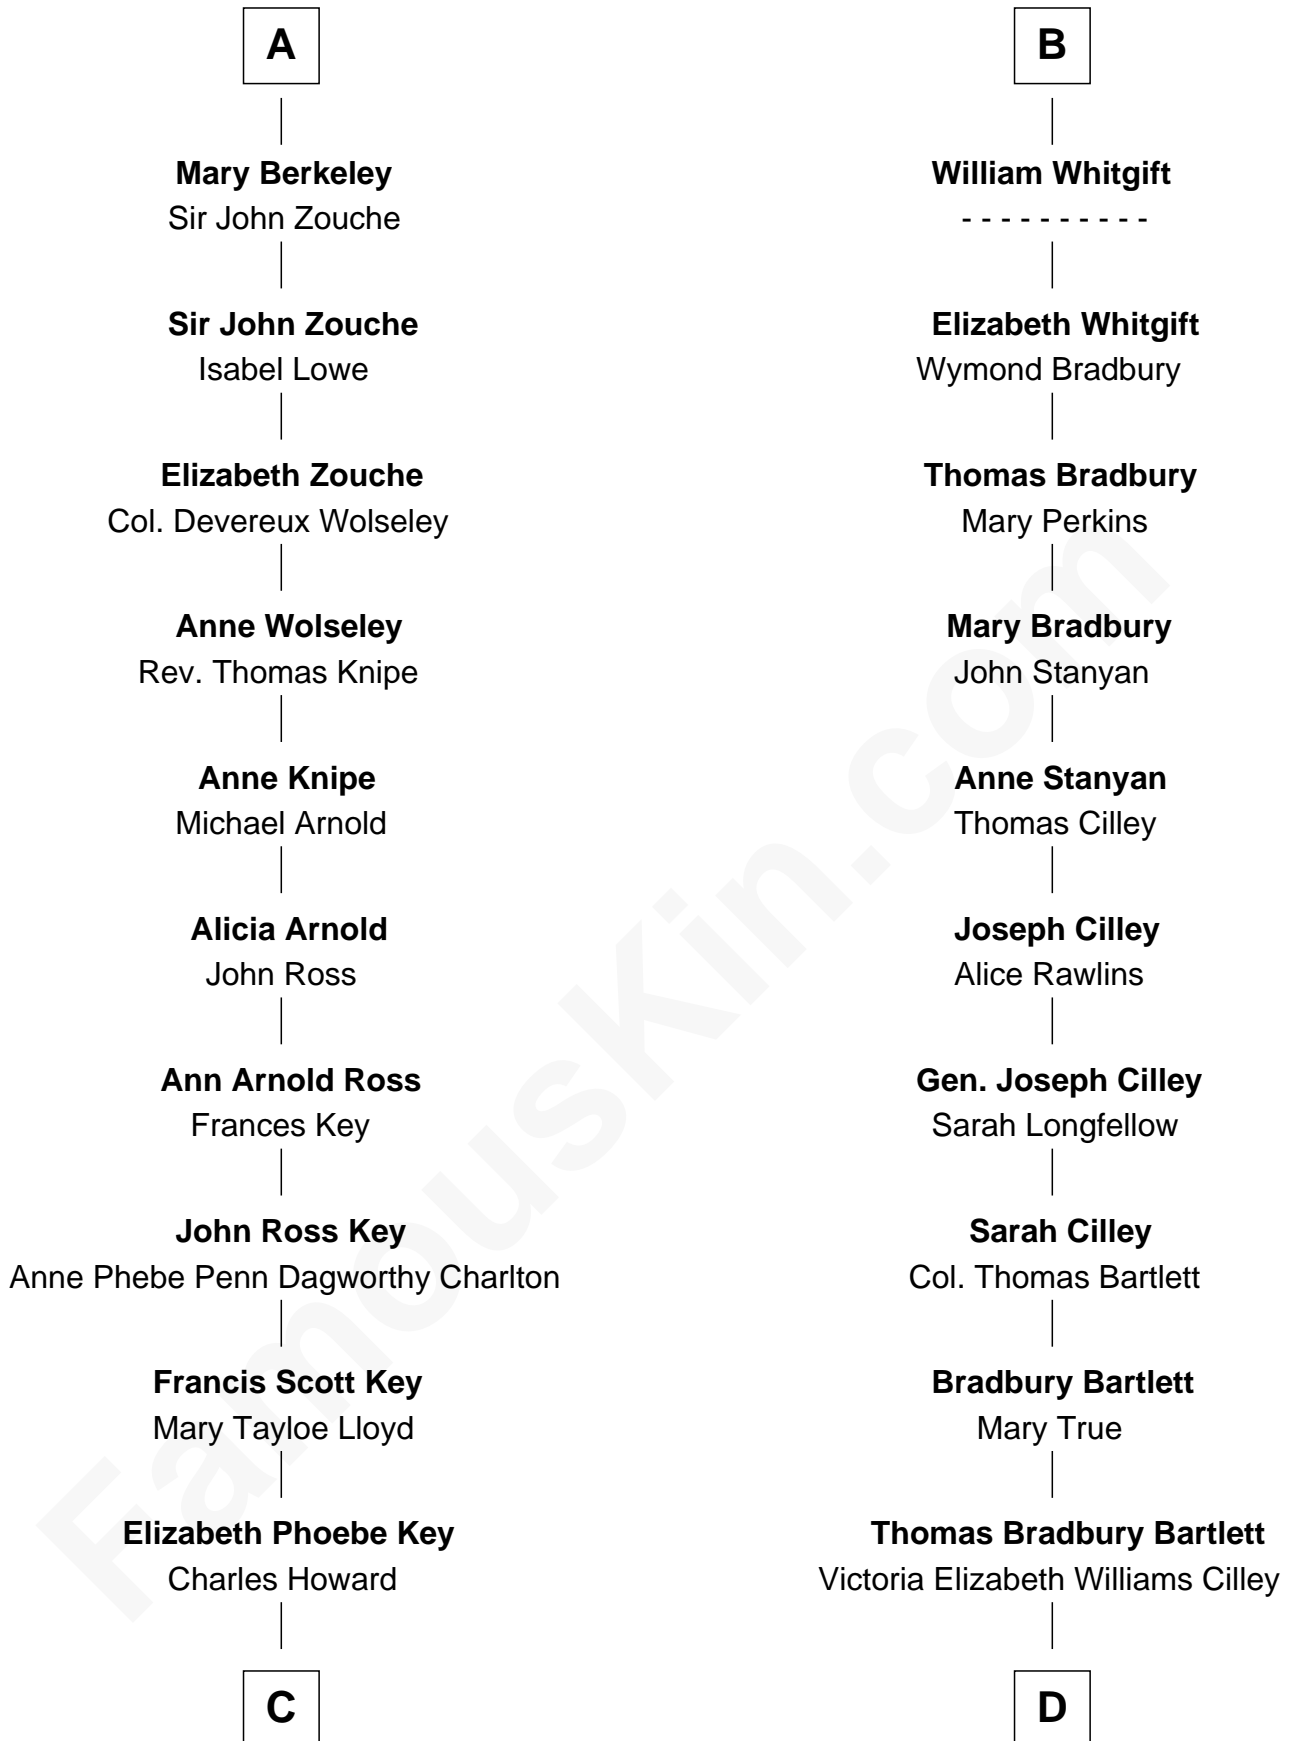 A
Mary Berkeley
Sir John Zouche
Sir John Zouche
Isabel Lowe
Elizabeth Zouche
Col. Devereux Wolseley
Anne Wolseley
Rev. Thomas Knipe
Anne Knipe
Michael Arnold
Alicia Arnold
John Ross
Ann Arnold Ross
Frances Key
John Ross Key
Anne Phebe Penn Dagworthy Charlton
Francis Scott Key
Mary Tayloe Lloyd
Elizabeth Phoebe Key
Charles Howard
C
B
William Whitgift
- - - - - - - - - -
Elizabeth Whitgift
Wymond Bradbury
Thomas Bradbury
Mary Perkins
Mary Bradbury
John Stanyan
Anne Stanyan
Thomas Cilley
Joseph Cilley
Alice Rawlins
Gen. Joseph Cilley
Sarah Longfellow
Sarah Cilley
Col. Thomas Bartlett
Bradbury Bartlett
Mary True
Thomas Bradbury Bartlett
Victoria Elizabeth Williams Cilley
D
FamousKin.com